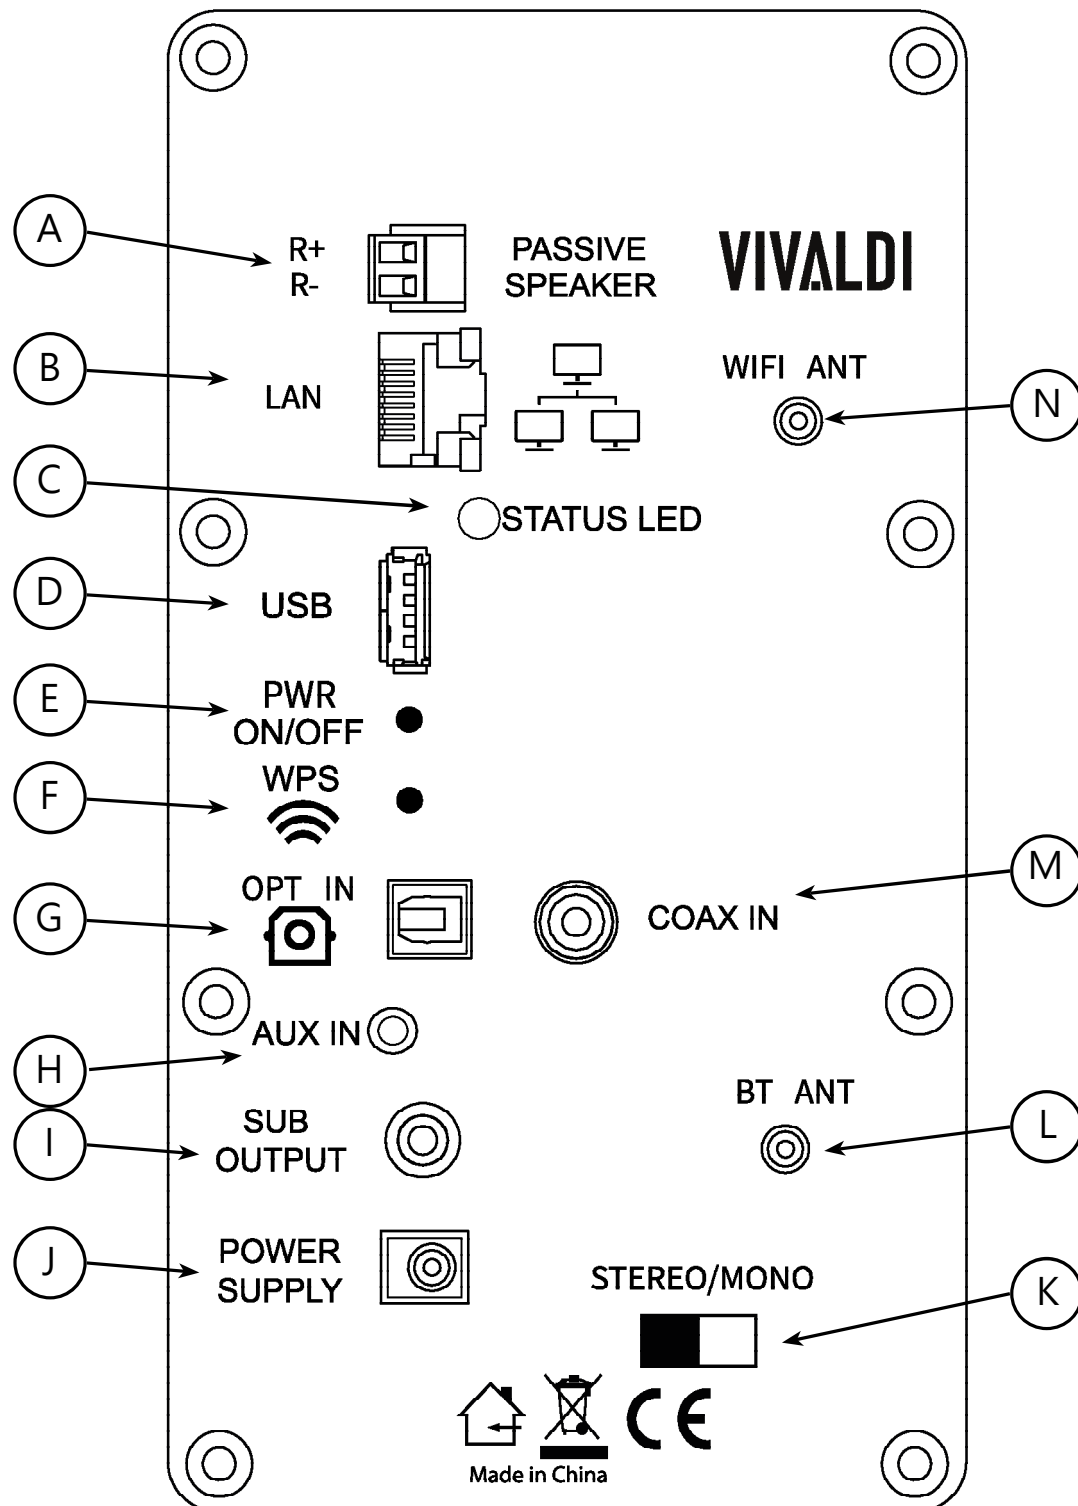 A
R+
R-
PASSIVE
SPEAKER
VIVALDI
B
LAN
WIFI ANT
N
C
STATUS LED
D
USB
E
PWR
ON/OFF
F
WPS
G
OPT IN
COAX IN
M
H
AUX IN
I
SUB
OUTPUT
BT ANT
L
J
POWER
SUPPLY
STEREO/MONO
K
CE
Made in China